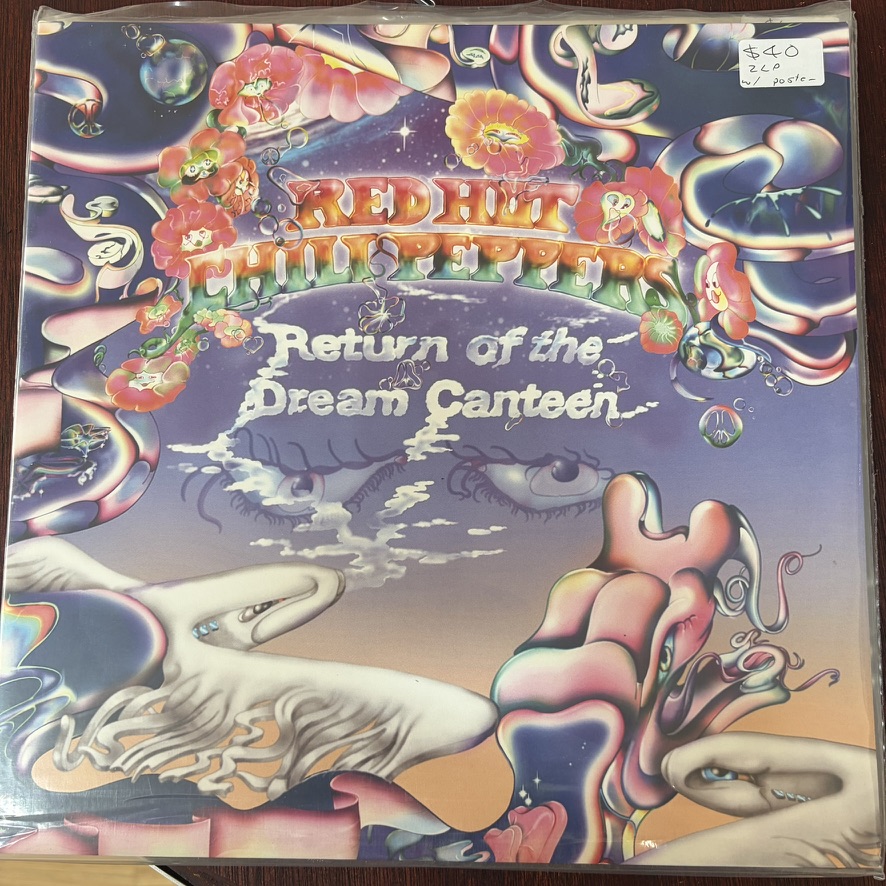 $40
2LP
w/ poster
RED HOT
CHILI PEPPERS
Return of the
Dream Canteen